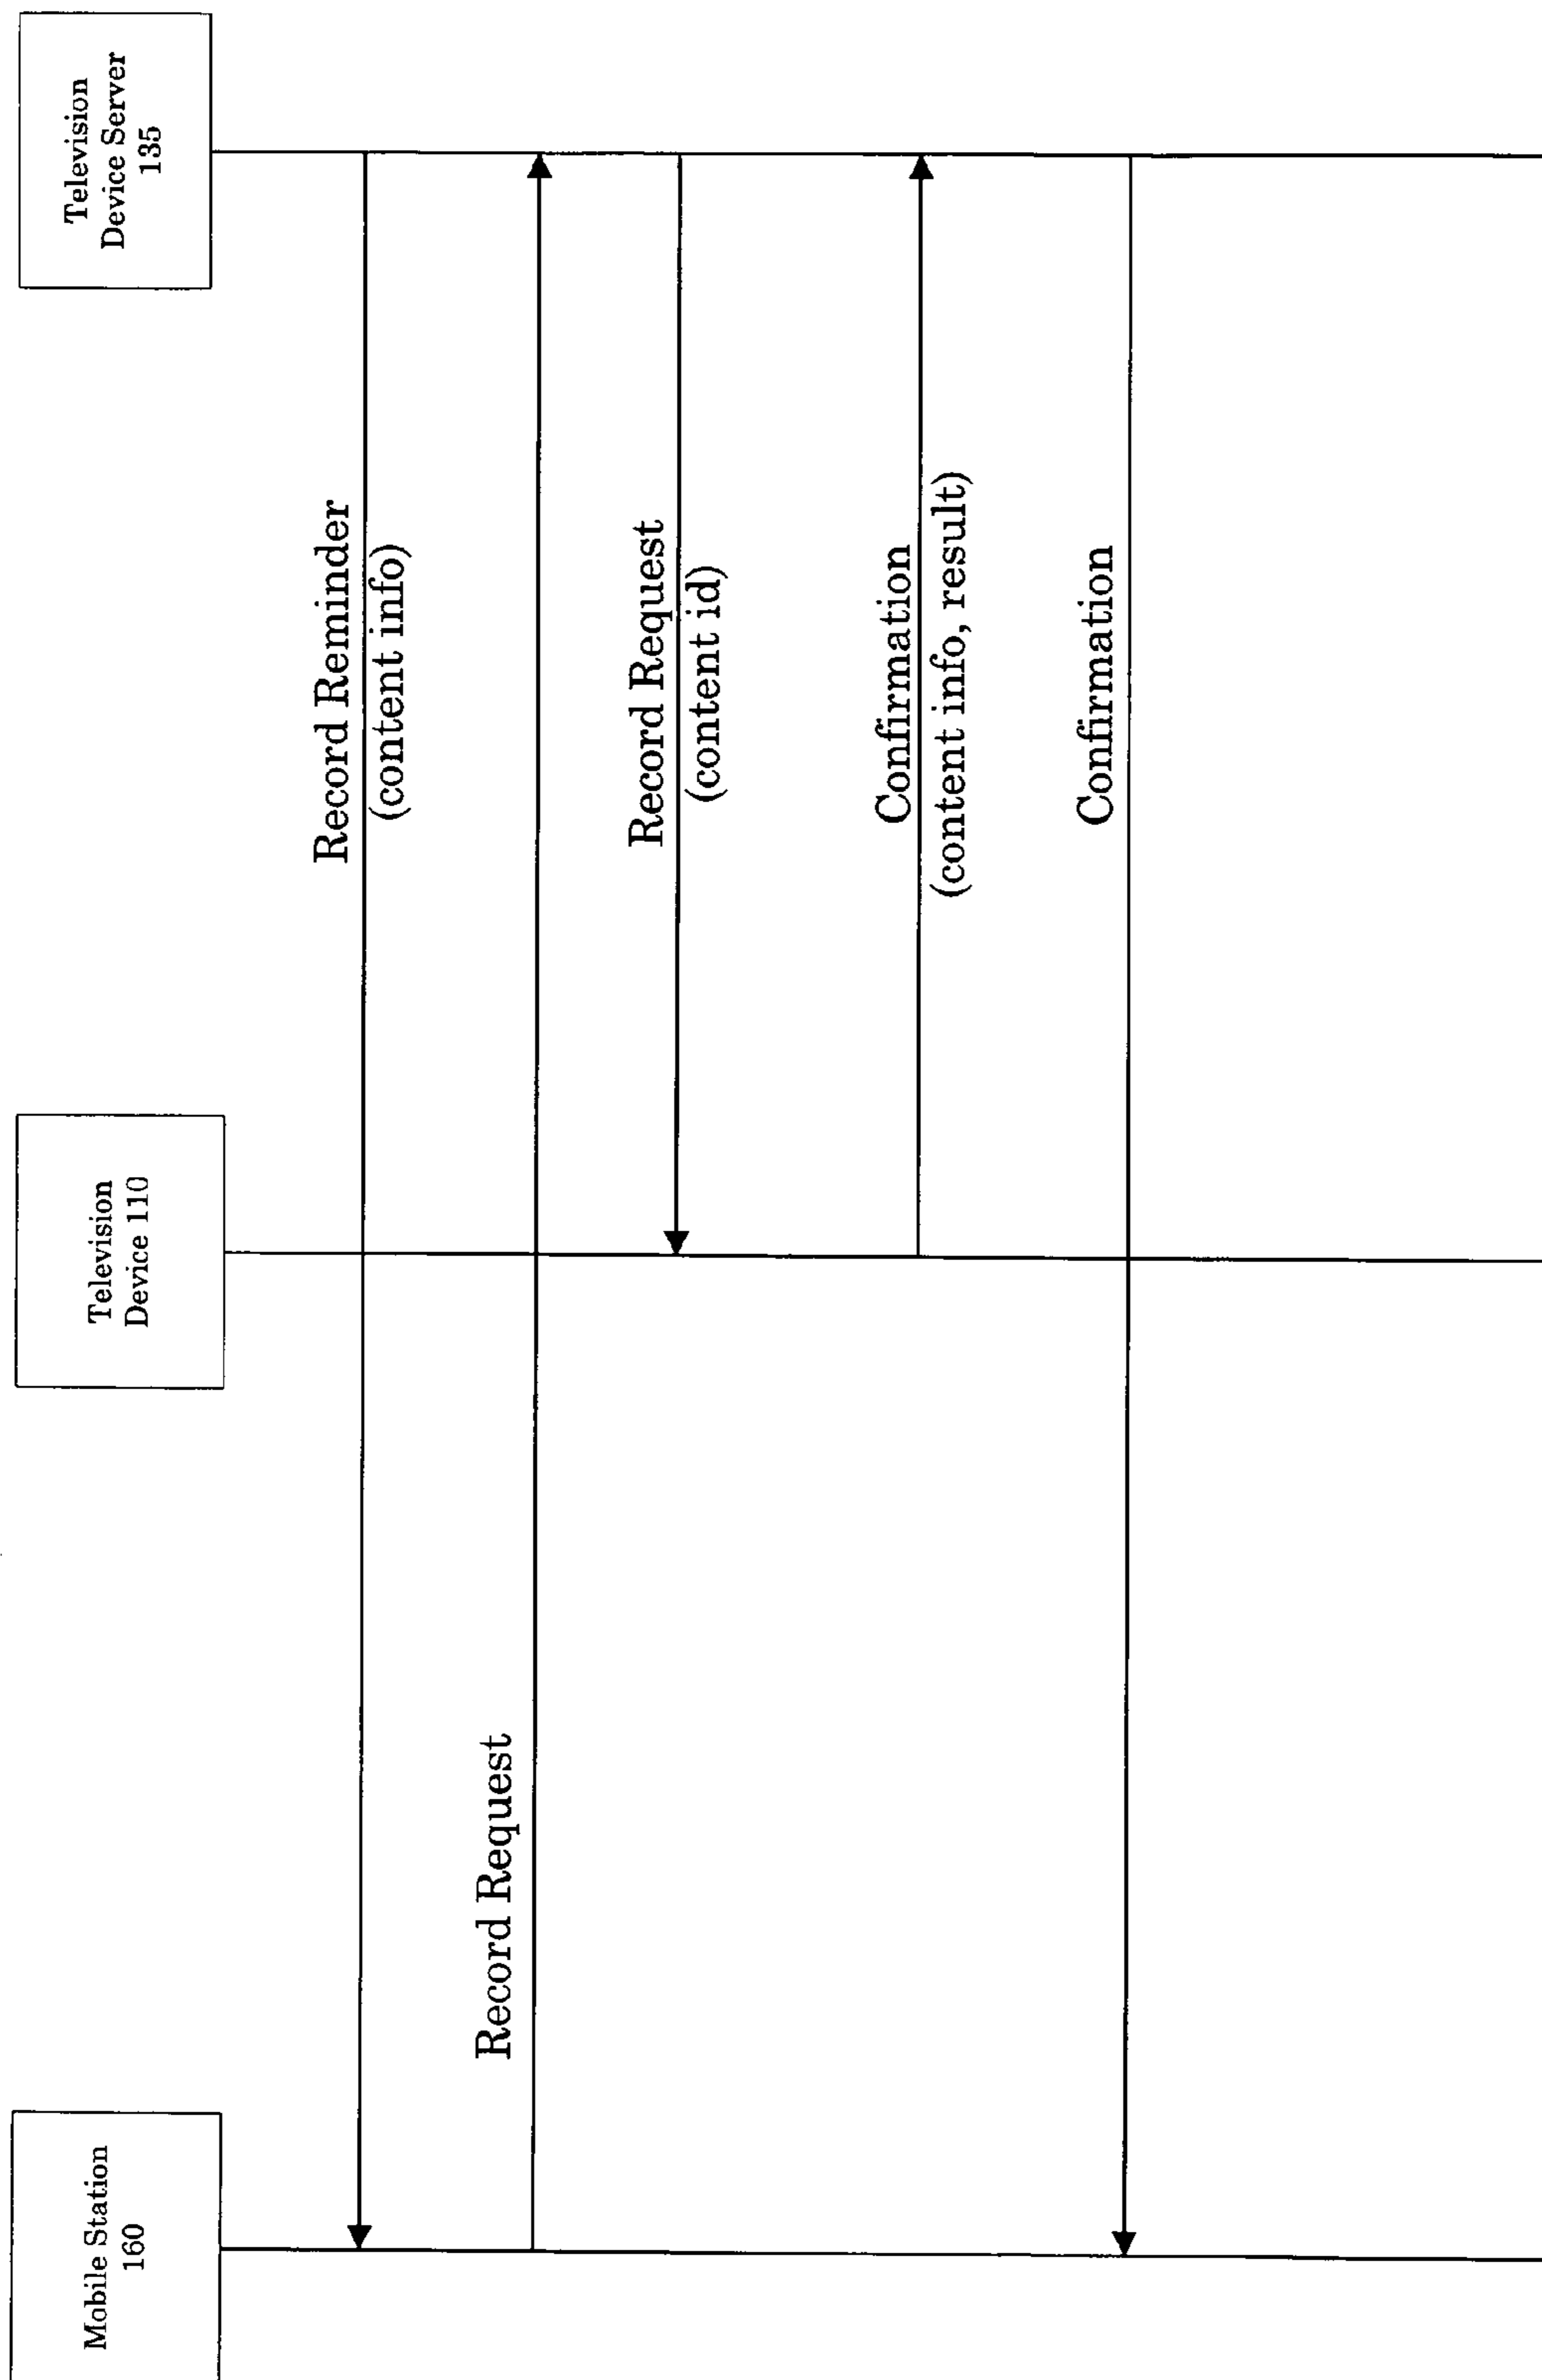 Mobile Station
160
Television
Device 110
Television
Device Server
135
Record Reminder
(content info)
Record Request
Record Request
(content id)
Confirmation
(content info, result)
Confirmation